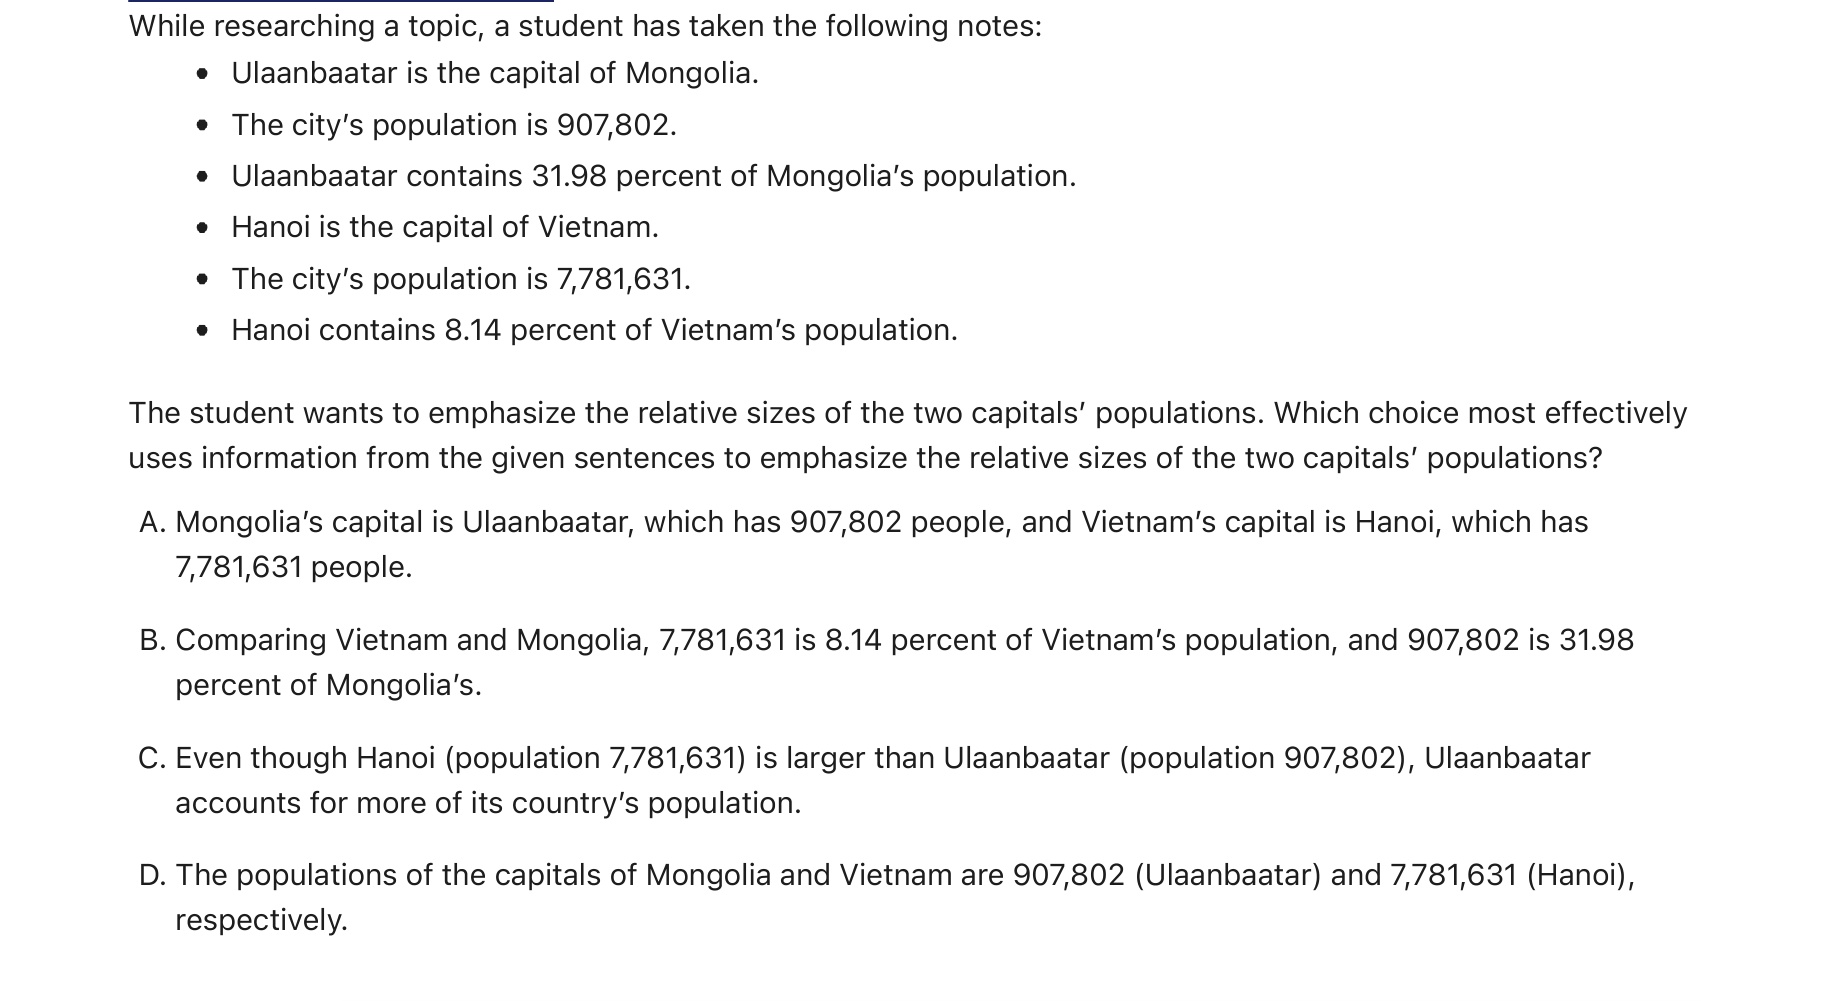 While researching a topic, a student has taken the following notes:
• Ulaanbaatar is the capital of Mongolia.
• The city’s population is 907,802.
• Ulaanbaatar contains 31.98 percent of Mongolia’s population.
• Hanoi is the capital of Vietnam.
• The city’s population is 7,781,631.
• Hanoi contains 8.14 percent of Vietnam’s population.
The student wants to emphasize the relative sizes of the two capitals’ populations. Which choice most effectively
uses information from the given sentences to emphasize the relative sizes of the two capitals’ populations?
A. Mongolia’s capital is Ulaanbaatar, which has 907,802 people, and Vietnam’s capital is Hanoi, which has
7,781,631 people.
B. Comparing Vietnam and Mongolia, 7,781,631 is 8.14 percent of Vietnam’s population, and 907,802 is 31.98
percent of Mongolia’s.
C. Even though Hanoi (population 7,781,631) is larger than Ulaanbaatar (population 907,802), Ulaanbaatar
accounts for more of its country’s population.
D. The populations of the capitals of Mongolia and Vietnam are 907,802 (Ulaanbaatar) and 7,781,631 (Hanoi),
respectively.